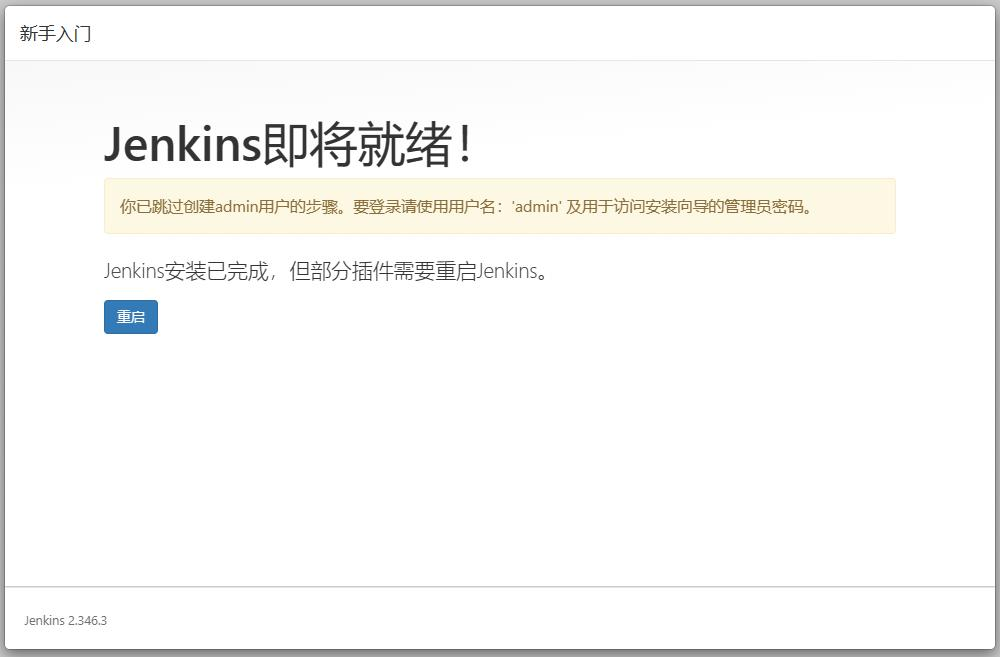 新手入门
Jenkins即将就绪！
你已跳过创建admin用户的步骤。要登录请使用用户名：'admin' 及用于访问安装向导的管理员密码。
Jenkins安装已完成，但部分插件需要重启Jenkins。
重启
Jenkins 2.346.3